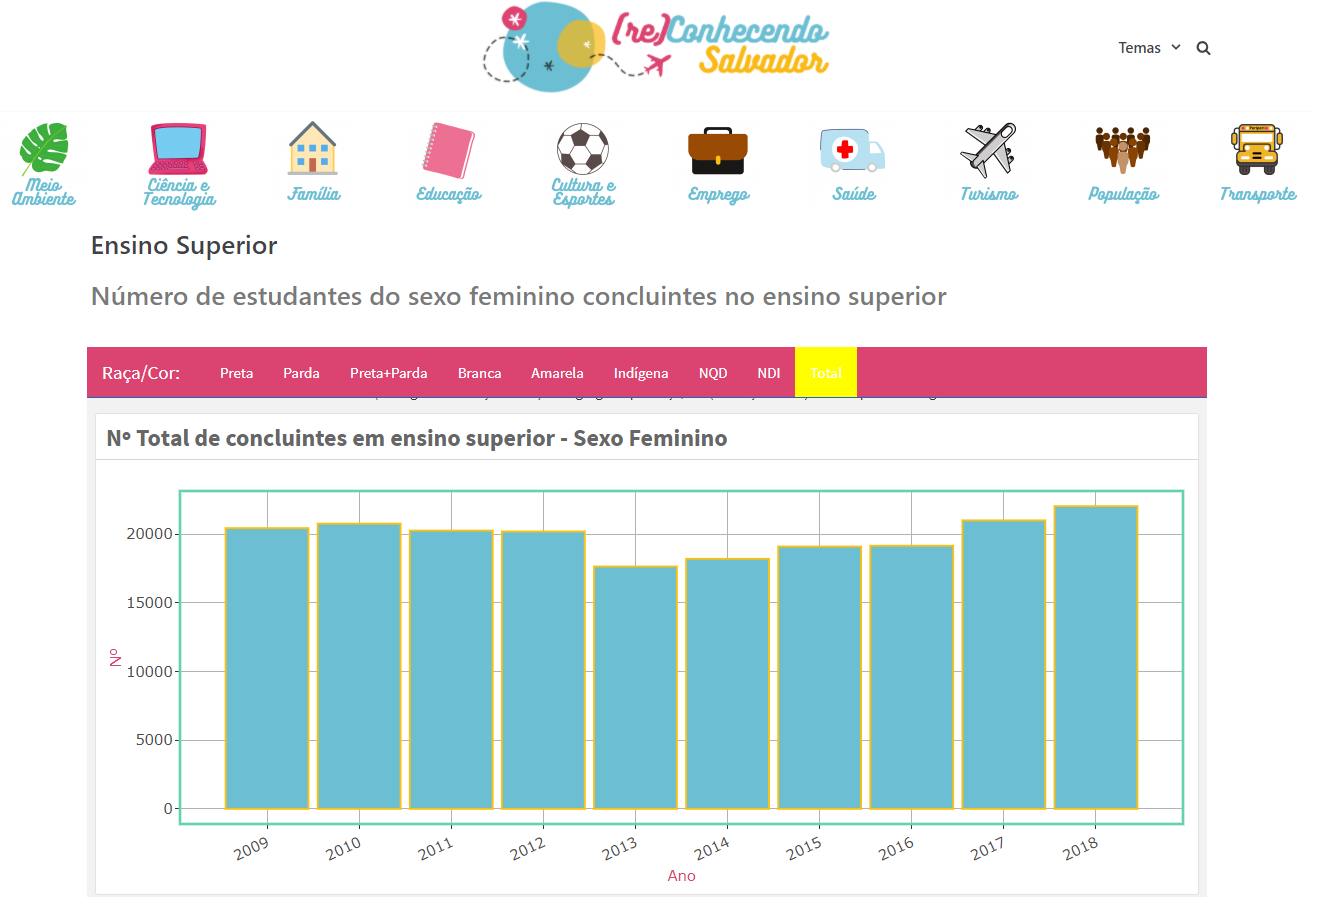 (re)Conhecendo
Salvador
Temas
Meio
Ambiente
Ciência e
Tecnologia
Família
Educação
Cultura e
Esportes
Emprego
Saúde
Turismo
População
Transporte
Ensino Superior
Número de estudantes do sexo feminino concluintes no ensino superior
Raça/Cor: Preta Parda Preta+Parda Branca Amarela Indígena NQD NDI Total
Nº Total de concluintes em ensino superior - Sexo Feminino
20000
15000
10000
5000
0
Nº
2009 2010 2011 2012 2013 2014 2015 2016 2017 2018
Ano